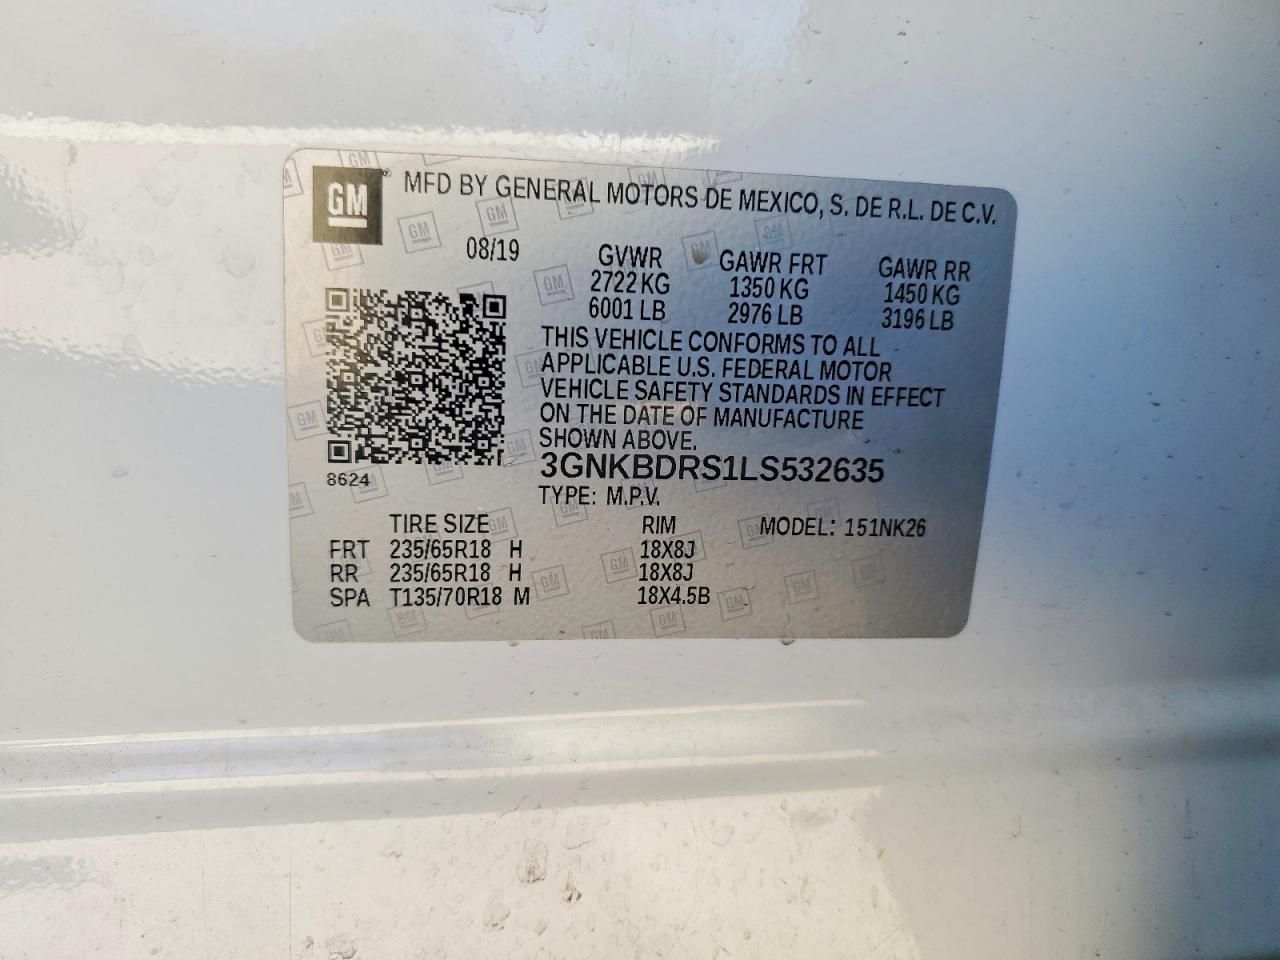 GM
MFD BY GENERAL MOTORS DE MEXICO, S. DE R.L. DE C.V.
08/19
GVWR GAWR FRT GAWR RR
2722 KG 1350 KG 1450 KG
6001 LB 2976 LB 3196 LB
THIS VEHICLE CONFORMS TO ALL
APPLICABLE U.S. FEDERAL MOTOR
VEHICLE SAFETY STANDARDS IN EFFECT
ON THE DATE OF MANUFACTURE
SHOWN ABOVE.
3GNKBDRS1LS532635
8624
TYPE: M.P.V.
TIRE SIZE RIM MODEL: 151NK26
FRT 235/65R18 H 18X8J
RR 235/65R18 H 18X8J
SPA T135/70R18 M 18X4.5B